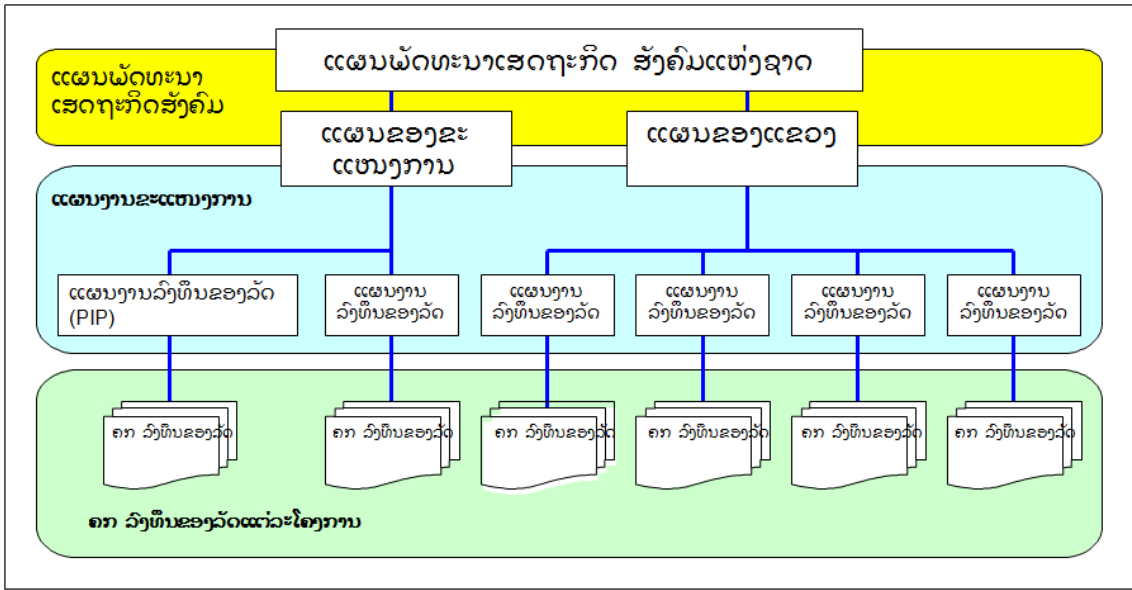 ແຜນພັດທະນາເສດຖະກິດ ສັງຄົມແຫ່ງຊາດ
ແຜນພັດທະນາ
ເສດຖະກິດສັງຄົມ
ແຜນຂອງຂະ
ແໜງການ
ແຜນຂອງແຂວງ
ແຜນງານຂະແໜງການ
ແຜນງານລົງທຶນຂອງລັດ
(PIP)
ແຜນງານ
ລົງທຶນຂອງລັດ
ແຜນງານ
ລົງທຶນຂອງລັດ
ແຜນງານ
ລົງທຶນຂອງລັດ
ແຜນງານ
ລົງທຶນຂອງລັດ
ແຜນງານ
ລົງທຶນຂອງລັດ
ຄກ ລົງທຶນຂອງລັດ
ຄກ ລົງທຶນຂອງລັດ
ຄກ ລົງທຶນຂອງລັດ
ຄກ ລົງທຶນຂອງລັດ
ຄກ ລົງທຶນຂອງລັດ
ຄກ ລົງທຶນຂອງລັດ
ຄກ ລົງທຶນຂອງລັດແຕ່ລະໂຄງການ